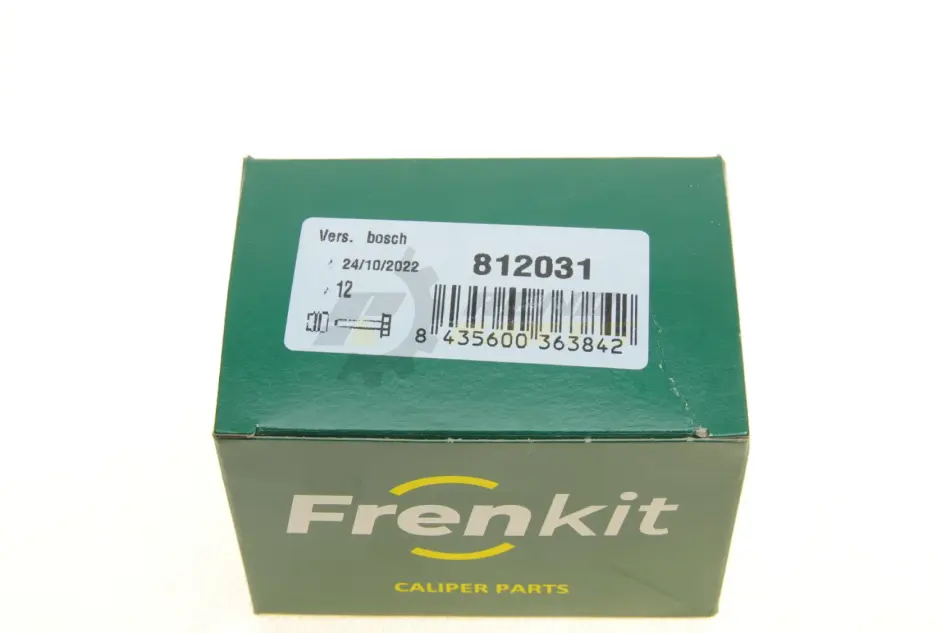 Vers. bosch
24/10/2022
812031
12
8 435600 363842
Frenkit
CALIPER PARTS